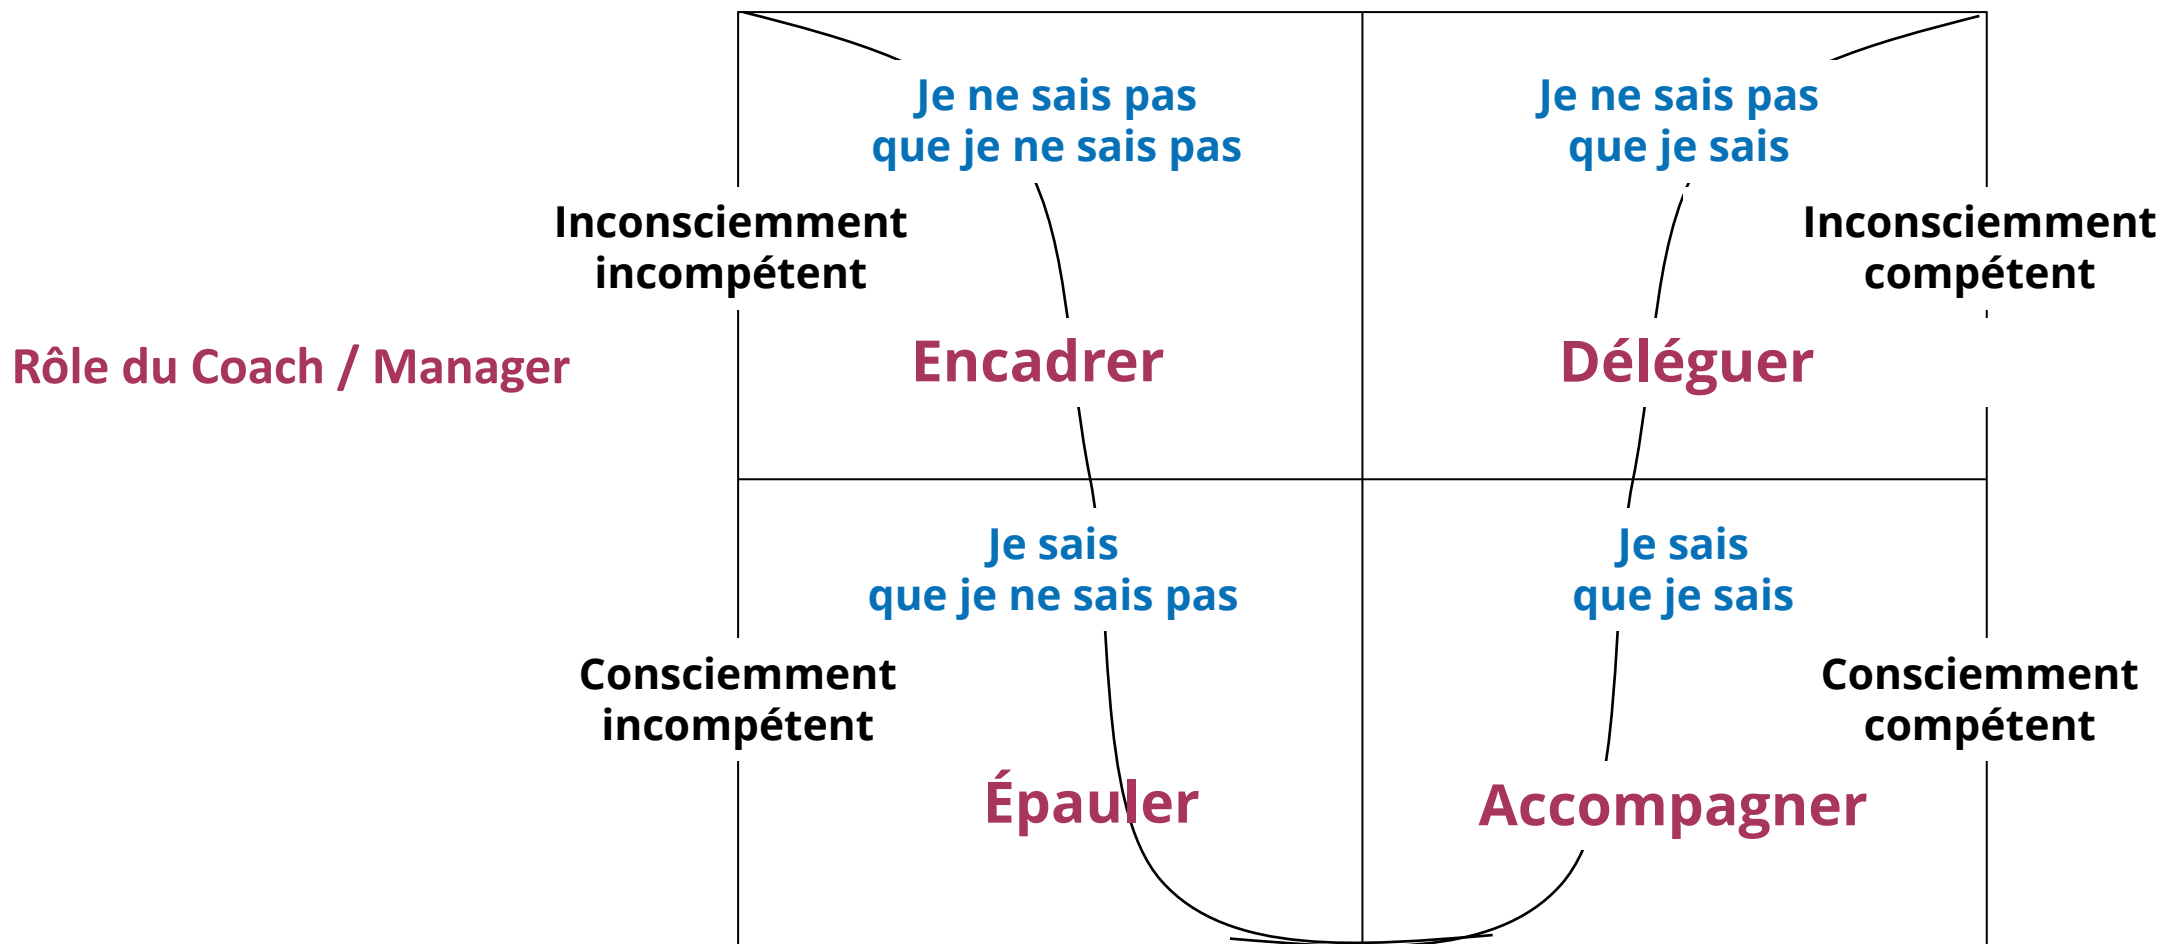 Je ne sais pas
que je ne sais pas
Je ne sais pas
que je sais
Inconsciemment
incompétent
Inconsciemment
compétent
Rôle du Coach / Manager
Encadrer
Déléguer
Je sais
que je ne sais pas
Je sais
que je sais
Consciemment
incompétent
Consciemment
compétent
Épauler
Accompagner